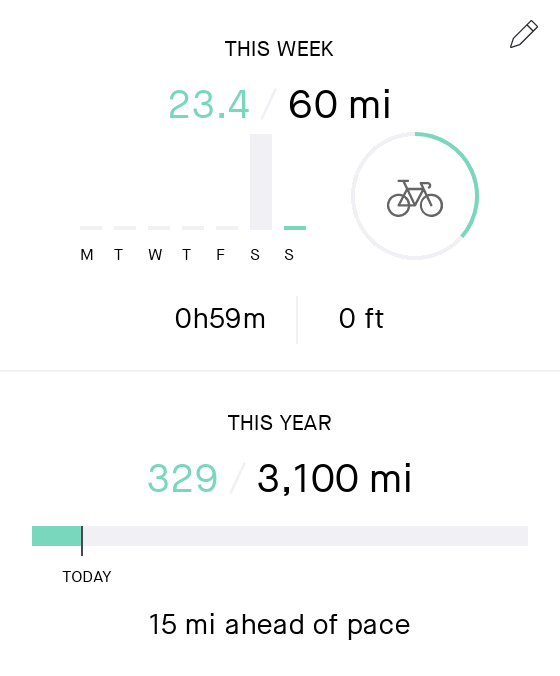 THIS WEEK
23.4 / 60 mi
M T W T F S S
0h59m | 0 ft
THIS YEAR
329 / 3,100 mi
TODAY
15 mi ahead of pace